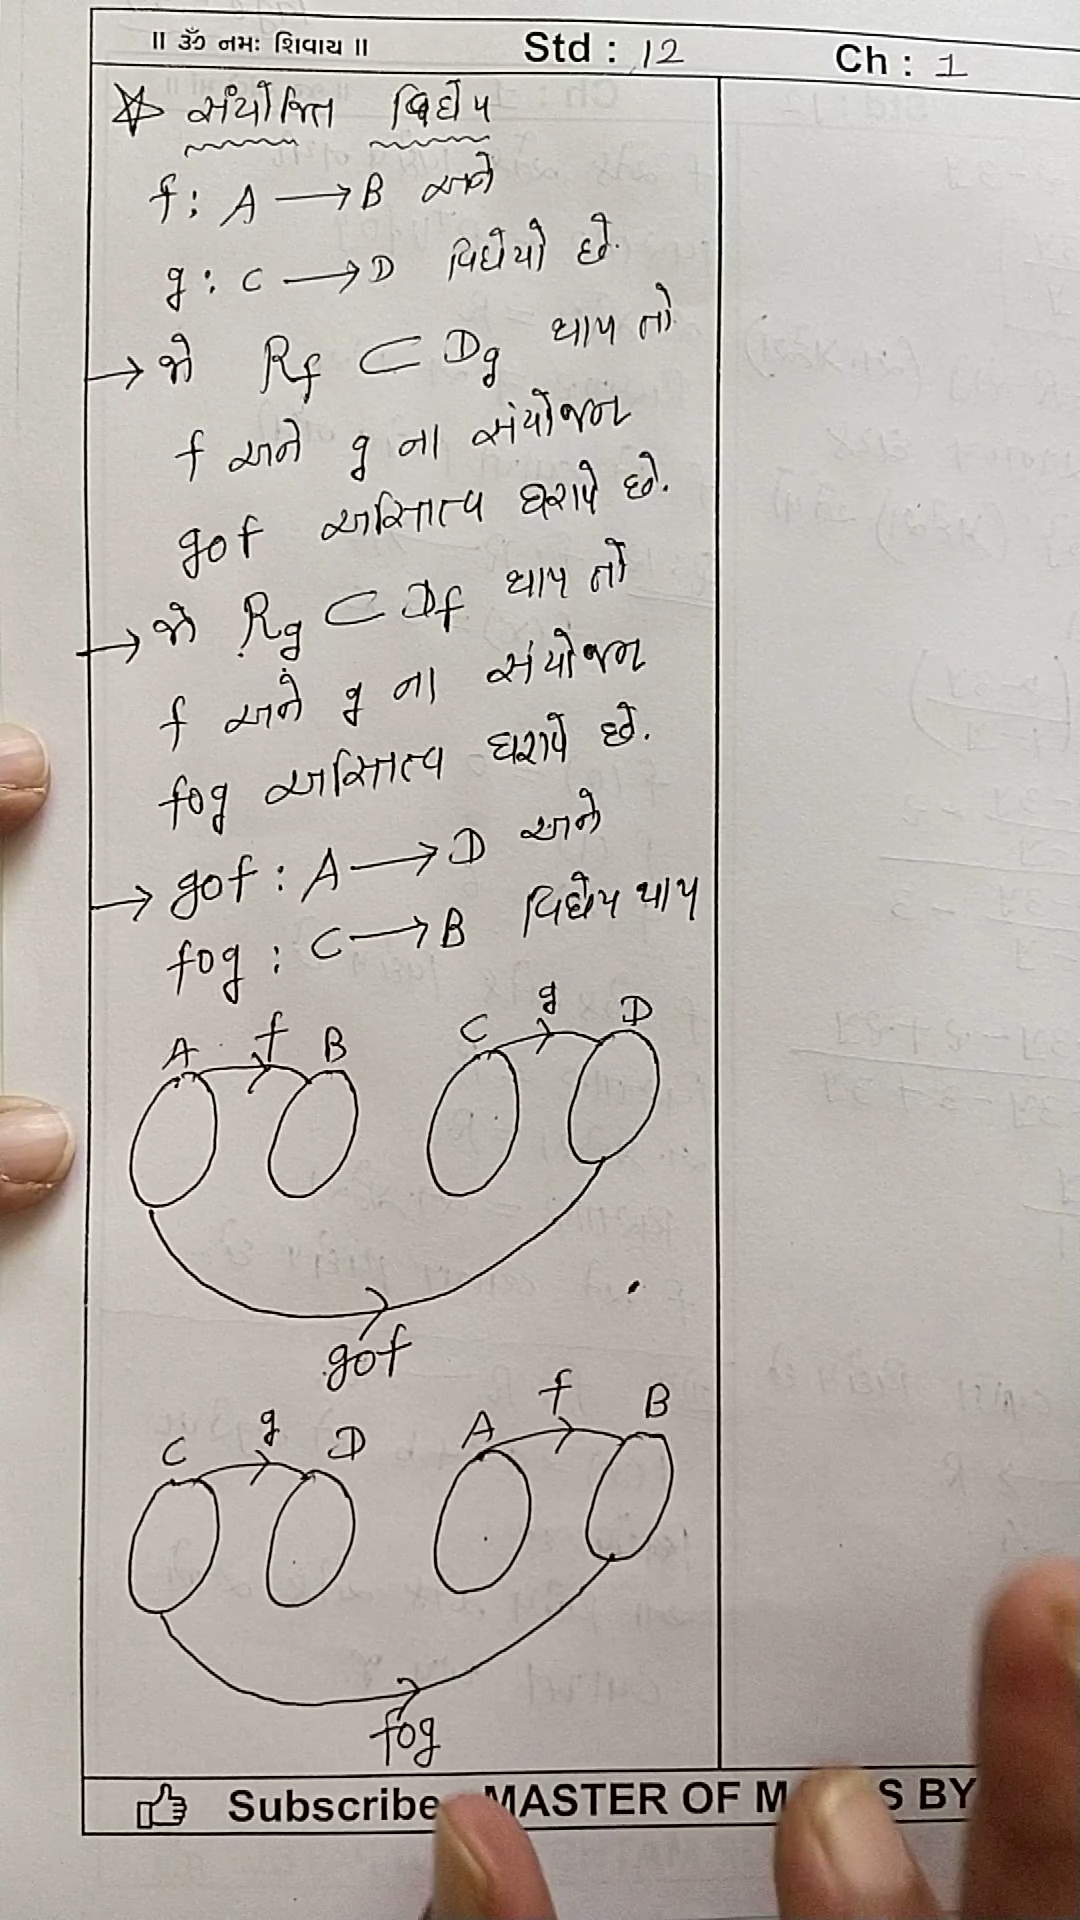 ॥ ॐ नमः शिवाय ॥ Std : 12 Ch : 1
સંયોજિત વિધેય
f : A → B અને
g : C → D વિધેયો છે.
→ જો Rf ⊂ Dg થાય તો
f અને g ના સંયોજન
gof અસ્તિત્વ ધરાવે છે.
→ જો Rg ⊂ Df થાય તો
f અને g ના સંયોજન
fog અસ્તિત્વ ધરાવે છે.
→ gof : A → D અને
fog : C → B વિધેય થાય
A f B C g D
gof
C g D A f B
fog
Subscribe MASTER OF BY